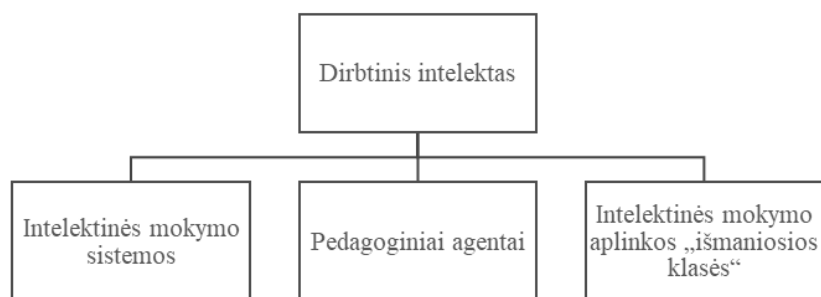 Dirbtinis intelektas
Intelektinės mokymo
sistemos
Pedagoginiai agentai
Intelektinės mokymo
aplinkos „išmaniosios
klasės“